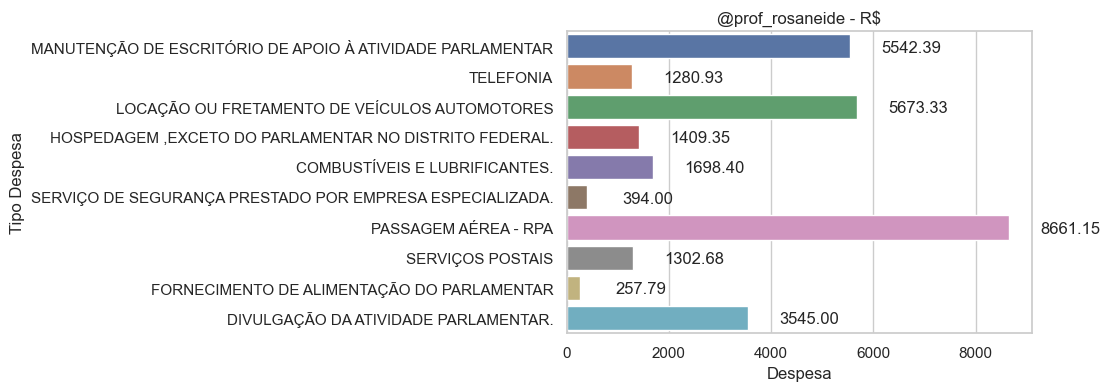 @prof_rosaneide - R$
MANUTENÇÃO DE ESCRITÓRIO DE APOIO À ATIVIDADE PARLAMENTAR 5542.39
TELEFONIA 1280.93
LOCAÇÃO OU FRETAMENTO DE VEÍCULOS AUTOMOTORES 5673.33
HOSPEDAGEM ,EXCETO DO PARLAMENTAR NO DISTRITO FEDERAL. 1409.35
COMBUSTÍVEIS E LUBRIFICANTES. 1698.40
SERVIÇO DE SEGURANÇA PRESTADO POR EMPRESA ESPECIALIZADA. 394.00
PASSAGEM AÉREA - RPA 8661.15
SERVIÇOS POSTAIS 1302.68
FORNECIMENTO DE ALIMENTAÇÃO DO PARLAMENTAR 257.79
DIVULGAÇÃO DA ATIVIDADE PARLAMENTAR. 3545.00
Tipo Despesa
0 2000 4000 6000 8000
Despesa